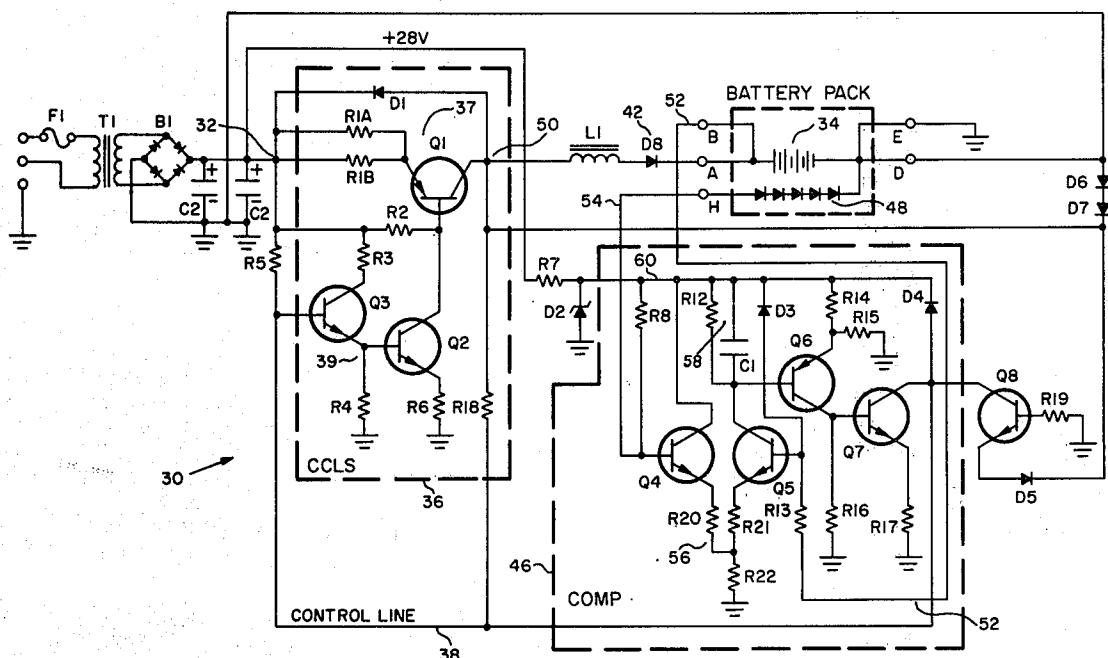 +28V
F1
T1
B1
32
C2
+
-
C2
+
-
D1
37
R1A
R1B
Q1
50
R2
R5
R3
Q3
39
Q2
R4
R6
R18
CCLS
36
30
L1
42
D8
52
BATTERY PACK
B
34
E
A
D
H
48
54
D6
D7
R7
60
D2
R8
R12
58
C1
D3
R14
R15
D4
Q6
Q7
Q8
R19
D5
Q4
Q5
R20
R21
R13
R16
R17
56
R22
46
COMP
52
CONTROL LINE
38